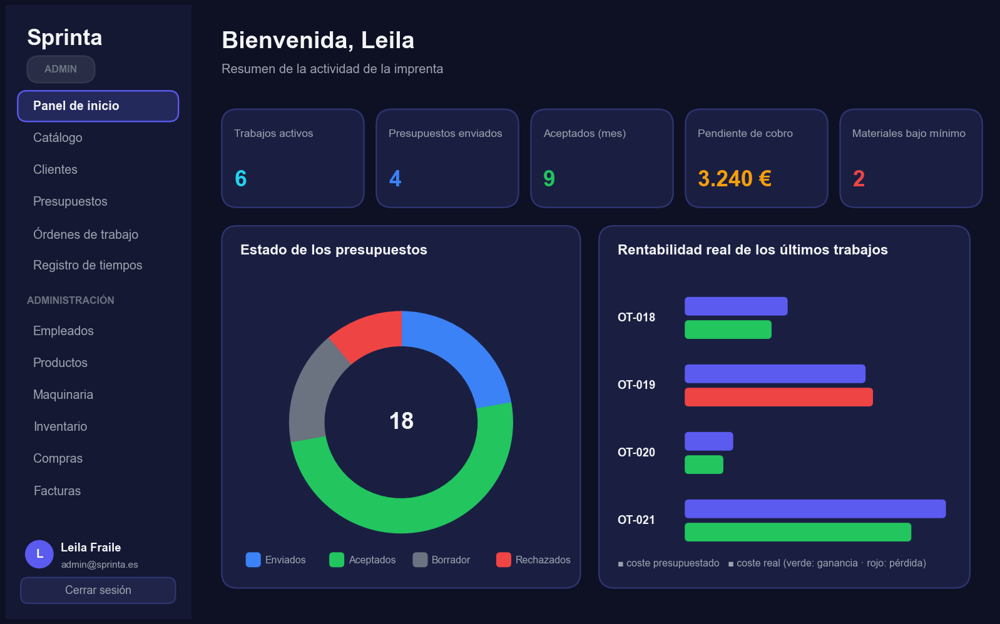 Sprinta
ADMIN
Panel de inicio
Catálogo
Clientes
Presupuestos
Órdenes de trabajo
Registro de tiempos
ADMINISTRACIÓN
Empleados
Productos
Maquinaria
Inventario
Compras
Facturas
L
Leila Fraile
admin@sprinta.es
Cerrar sesión
Bienvenida, Leila
Resumen de la actividad de la imprenta
Trabajos activos
6
Presupuestos enviados
4
Aceptados (mes)
9
Pendiente de cobro
3.240 €
Materiales bajo mínimo
2
Estado de los presupuestos
18
Enviados Aceptados Borrador Rechazados
Rentabilidad real de los últimos trabajos
OT-018
OT-019
OT-020
OT-021
■ coste presupuestado ■ coste real (verde: ganancia · rojo: pérdida)